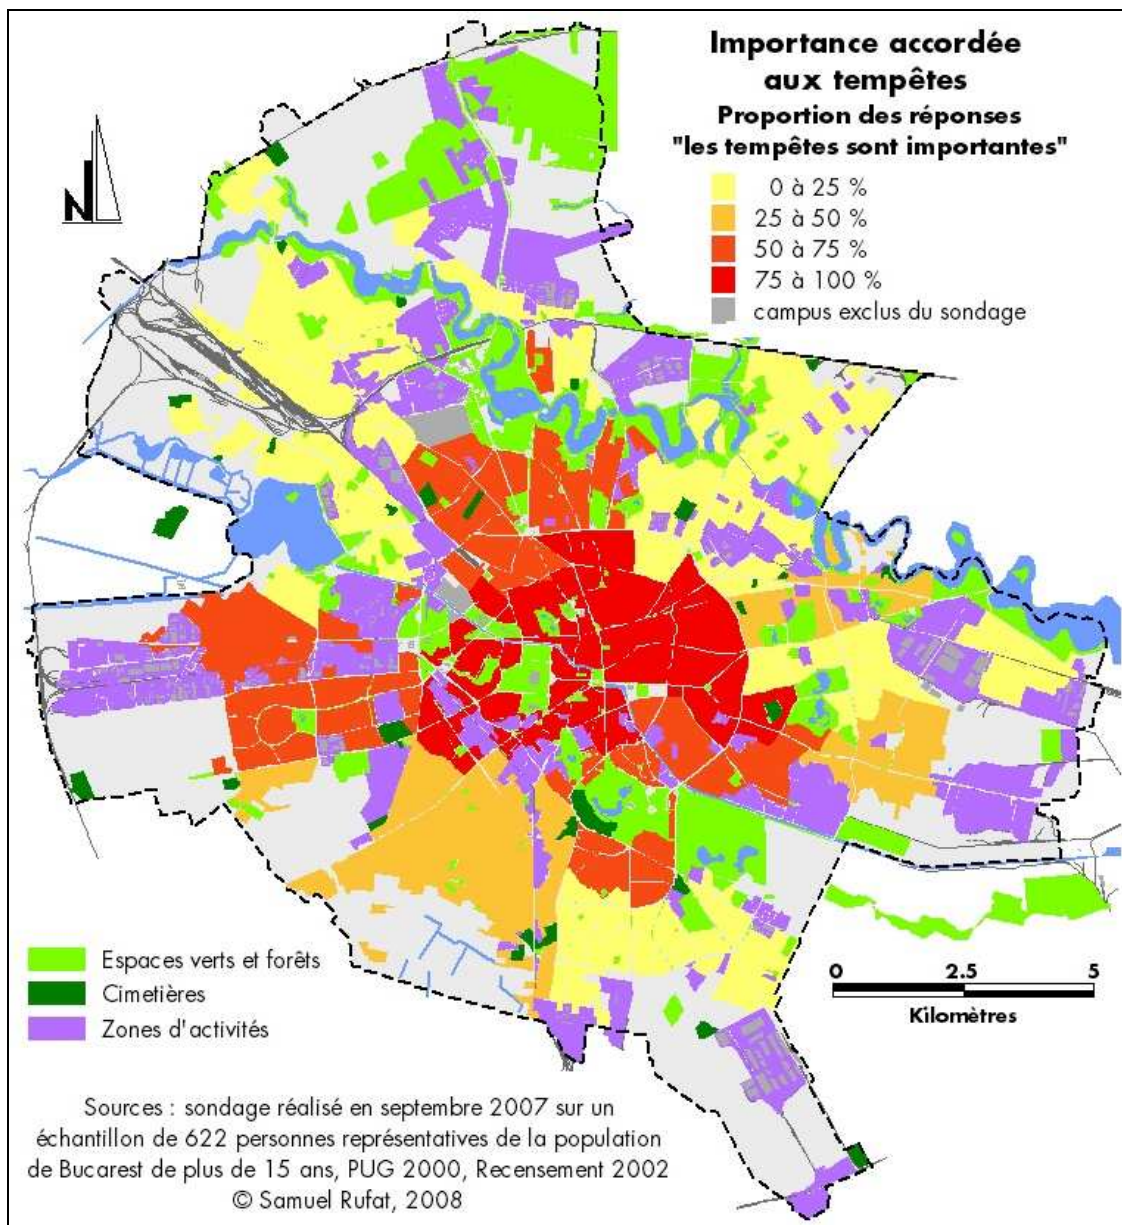 Importance accordée
aux tempêtes
Proportion des réponses
"les tempêtes sont importantes"
0 à 25 %
25 à 50 %
50 à 75 %
75 à 100 %
campus exclus du sondage
N
Espaces verts et forêts
Cimetières
Zones d'activités
0 2.5 5
Kilomètres
Sources : sondage réalisé en septembre 2007 sur un
échantillon de 622 personnes représentatives de la population
de Bucarest de plus de 15 ans, PUG 2000, Recensement 2002
© Samuel Rufat, 2008